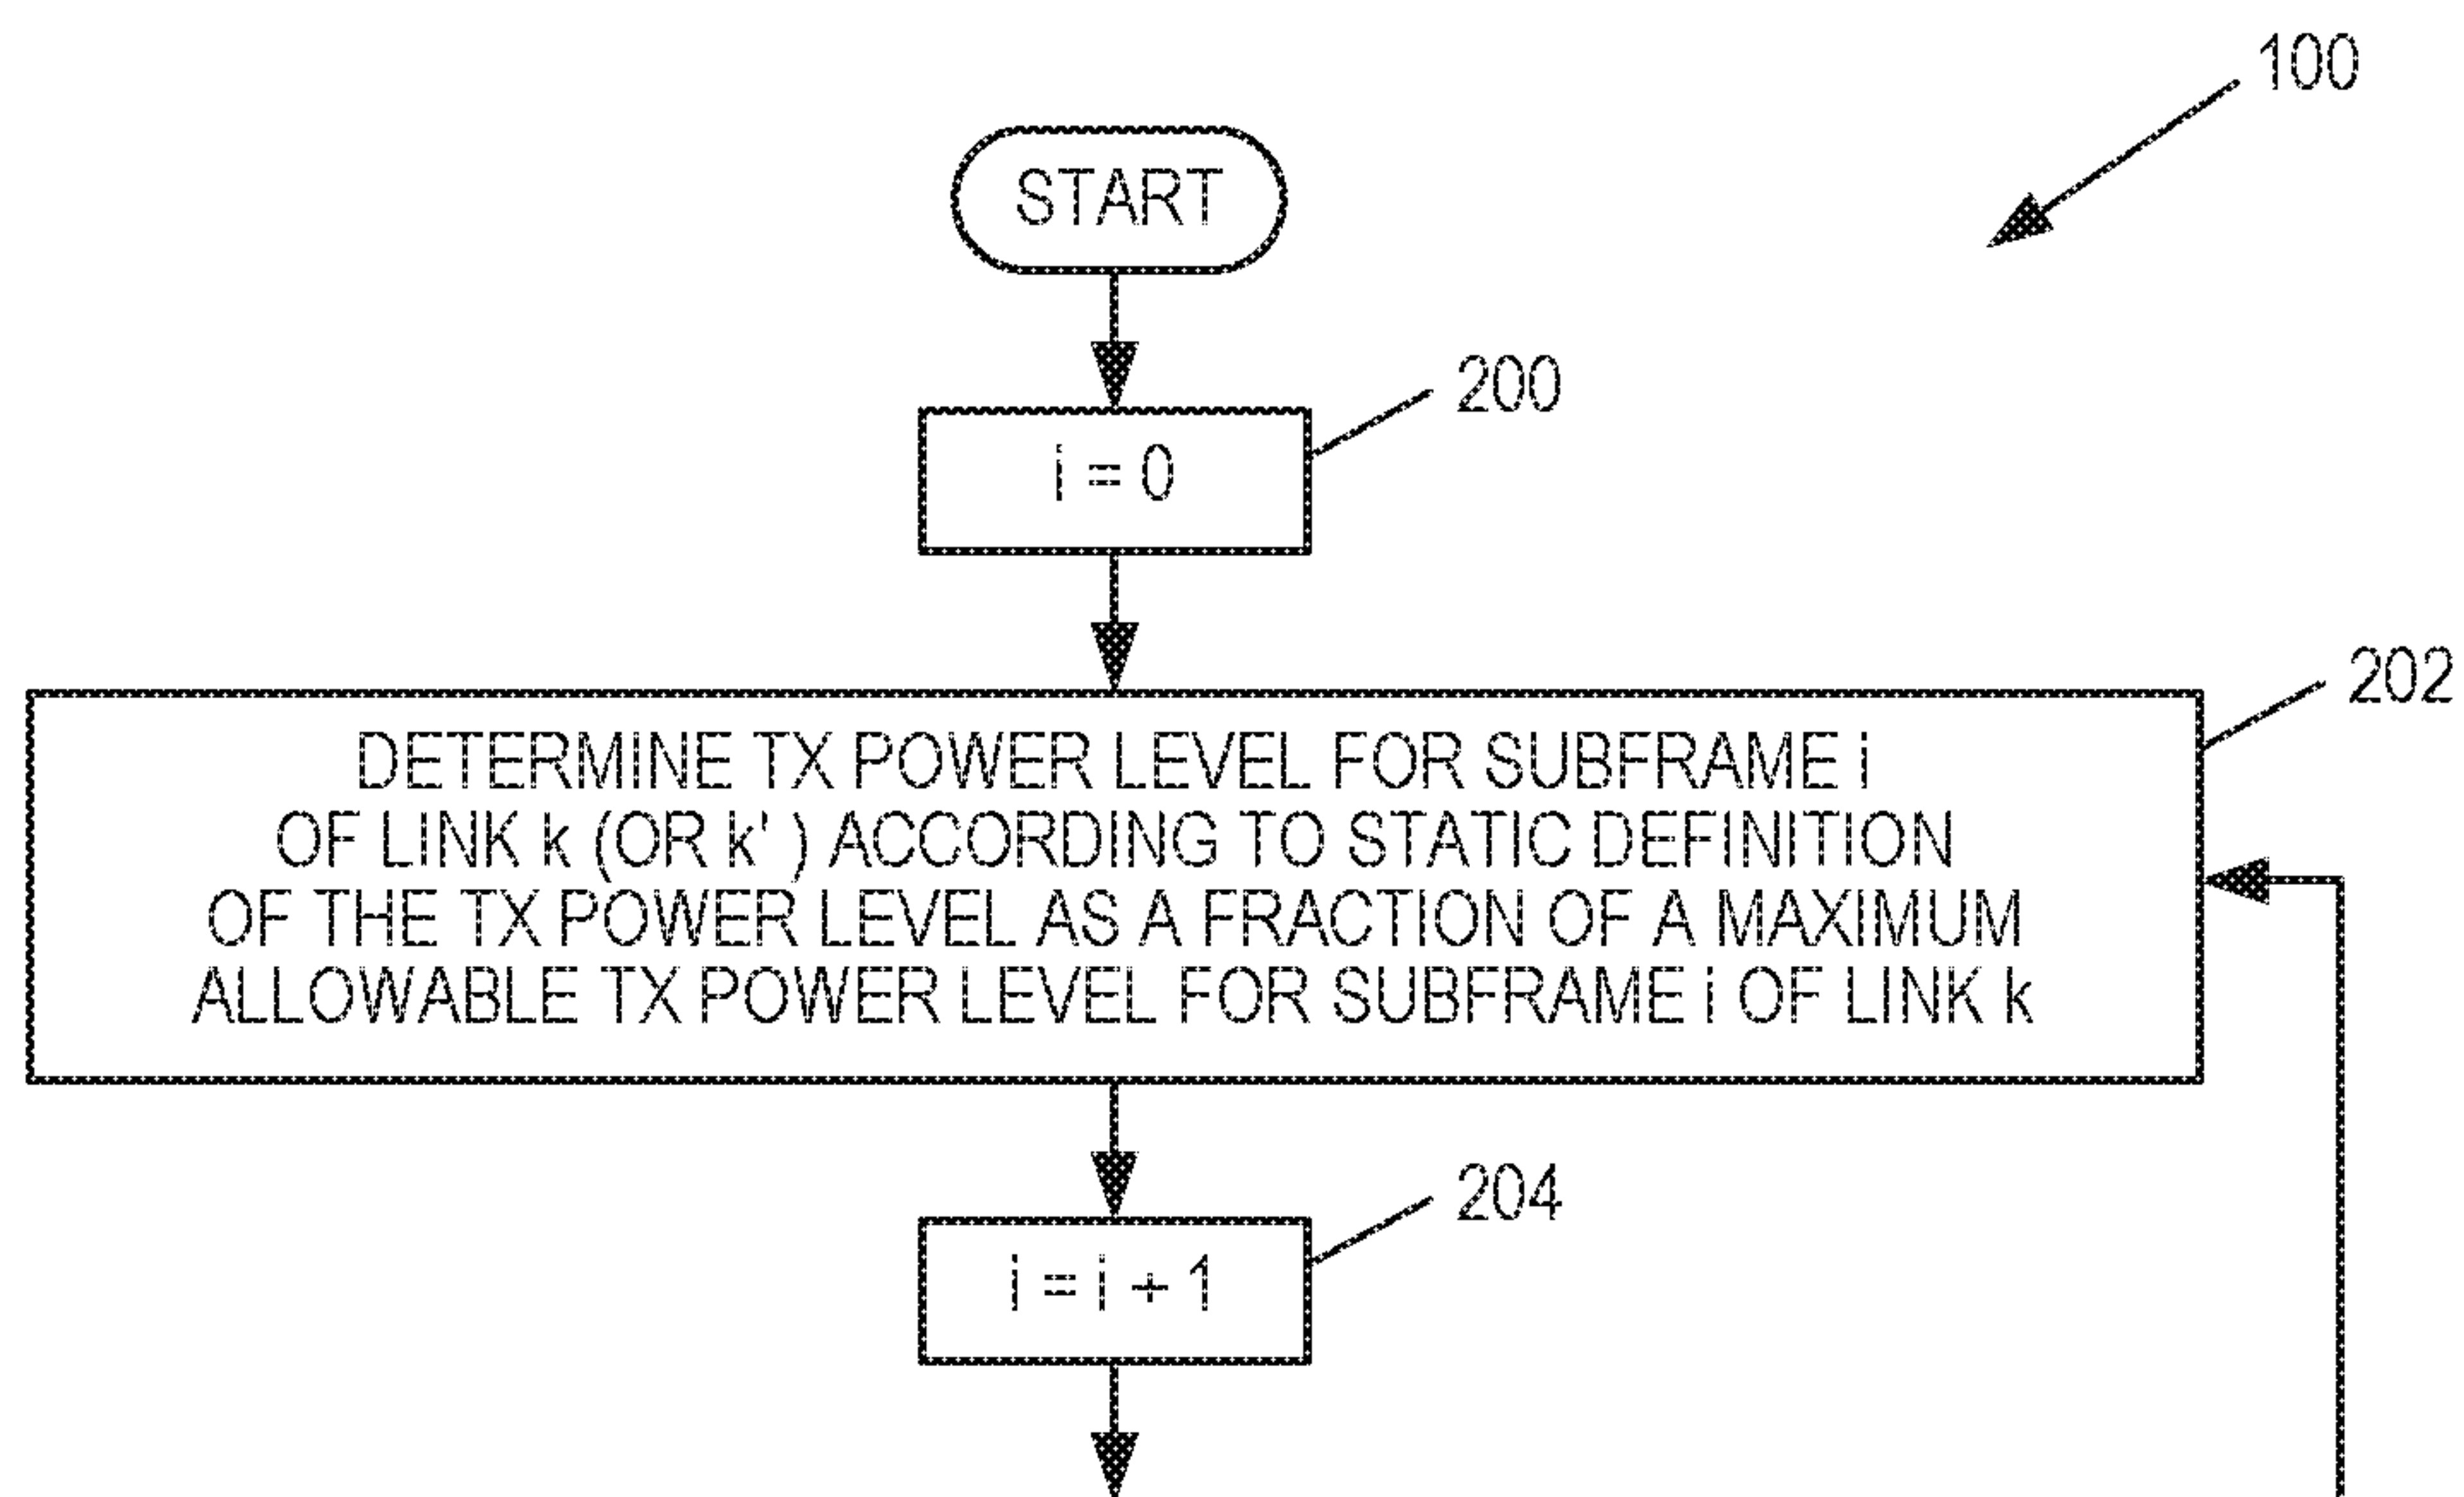 100
START
200
i = 0
202
DETERMINE TX POWER LEVEL FOR SUBFRAME i
OF LINK k (OR k' ) ACCORDING TO STATIC DEFINITION
OF THE TX POWER LEVEL AS A FRACTION OF A MAXIMUM
ALLOWABLE TX POWER LEVEL FOR SUBFRAME i OF LINK k
204
i = i + 1